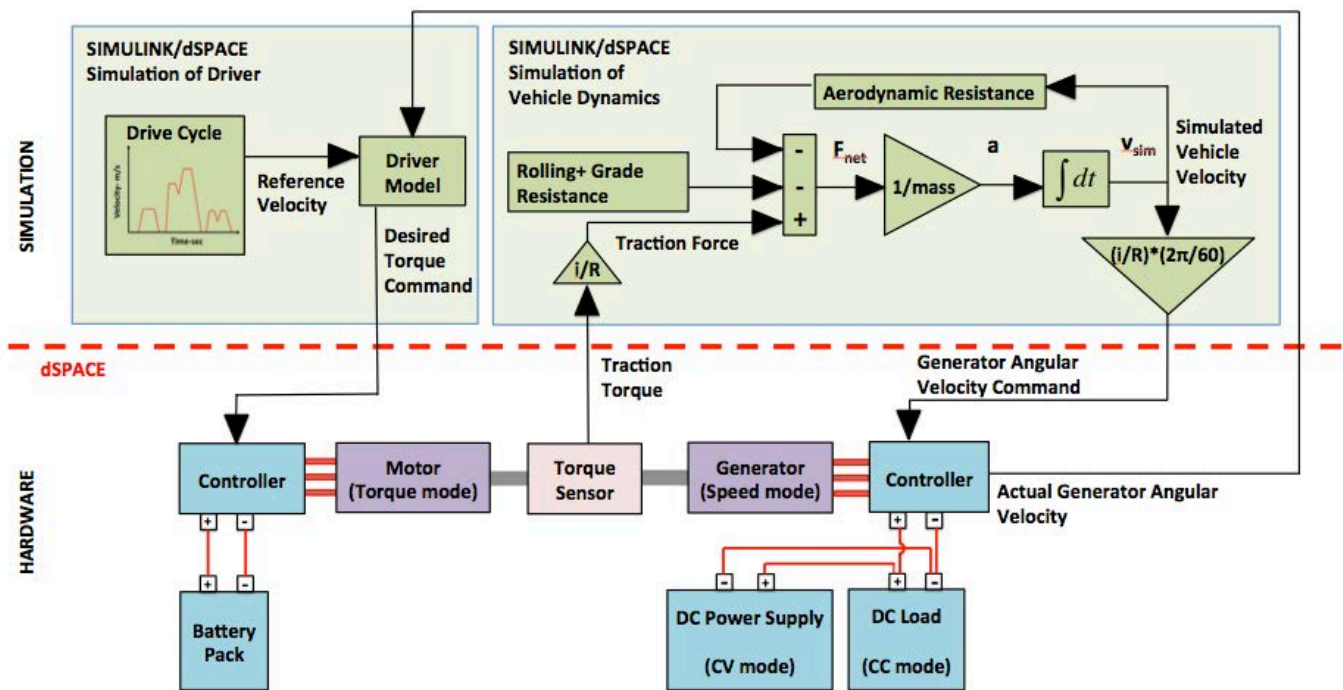 SIMULATION
SIMULINK/dSPACE
Simulation of Driver
Drive Cycle
Velocity- m/s
Time-sec
Reference
Velocity
Driver
Model
Desired
Torque
Command
SIMULINK/dSPACE
Simulation of
Vehicle Dynamics
Aerodynamic Resistance
Rolling+ Grade
Resistance
-
-
+
Fnet
1/mass
a
∫dt
vsim
Simulated
Vehicle
Velocity
Traction Force
i/R
(i/R)*(2π/60)
dSPACE
Traction
Torque
Generator Angular
Velocity Command
HARDWARE
Controller
Motor
(Torque mode)
Torque
Sensor
Generator
(Speed mode)
Controller
Actual Generator Angular
Velocity
+ -
+ -
+ -
- +
+ -
Battery
Pack
DC Power Supply
(CV mode)
DC Load
(CC mode)